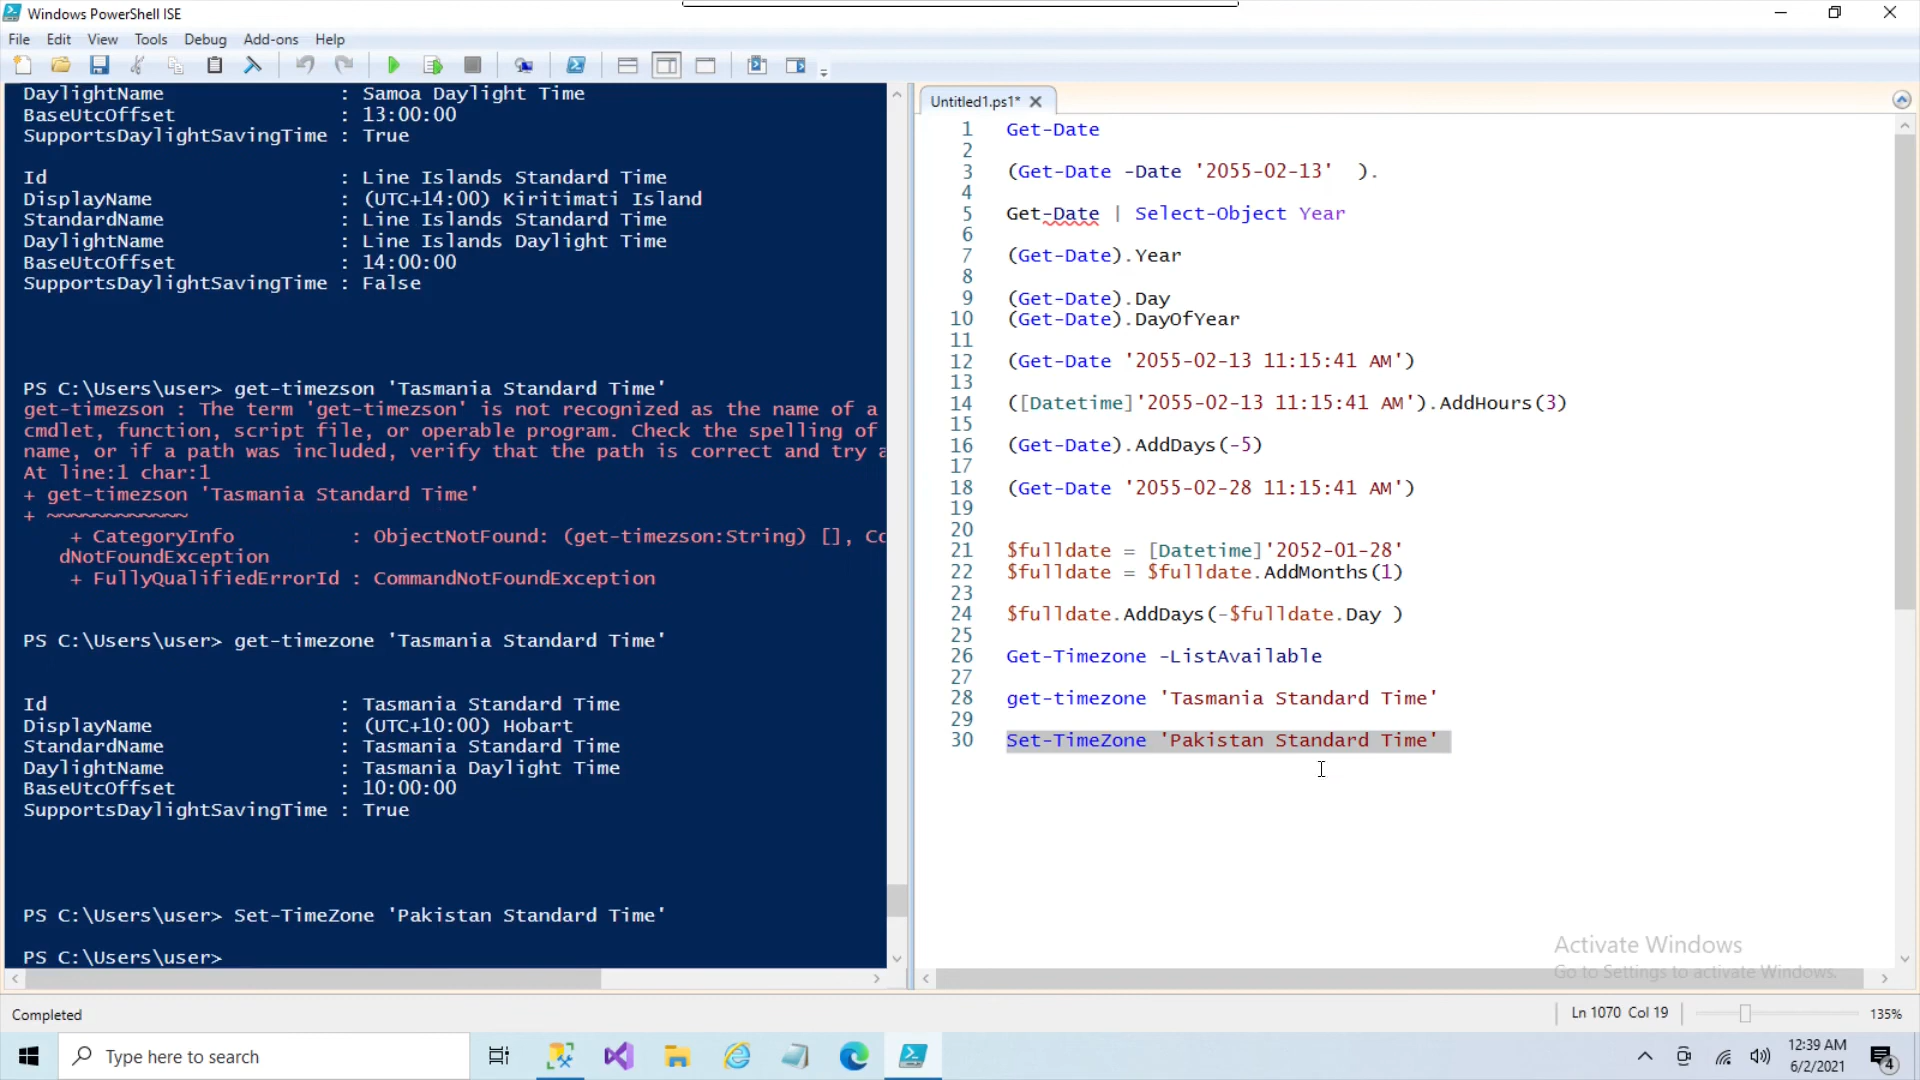 Windows PowerShell ISE
File Edit View Tools Debug Add-ons Help
DaylightName : Samoa Daylight Time
BaseUtcOffset : 13:00:00
SupportsDaylightSavingTime : True
Id : Line Islands Standard Time
DisplayName : (UTC+14:00) Kiritimati Island
StandardName : Line Islands Standard Time
DaylightName : Line Islands Daylight Time
BaseUtcOffset : 14:00:00
SupportsDaylightSavingTime : False
PS C:\Users\user> get-timezson 'Tasmania Standard Time'
get-timezson : The term 'get-timezson' is not recognized as the name of a
cmdlet, function, script file, or operable program. Check the spelling of
name, or if a path was included, verify that the path is correct and try a
At line:1 char:1
+ get-timezson 'Tasmania Standard Time'
+ ~~~~~~~~~~~~
+ CategoryInfo : ObjectNotFound: (get-timezson:String) [], Co
dNotFoundException
+ FullyQualifiedErrorId : CommandNotFoundException
PS C:\Users\user> get-timezone 'Tasmania Standard Time'
Id : Tasmania Standard Time
DisplayName : (UTC+10:00) Hobart
StandardName : Tasmania Standard Time
DaylightName : Tasmania Daylight Time
BaseUtcOffset : 10:00:00
SupportsDaylightSavingTime : True
PS C:\Users\user> Set-TimeZone 'Pakistan Standard Time'
PS C:\Users\user>
Untitled1.ps1*
1 Get-Date
2
3 (Get-Date -Date '2055-02-13' ).
4
5 Get-Date | Select-Object Year
6
7 (Get-Date).Year
8
9 (Get-Date).Day
10 (Get-Date).DayOfYear
11
12 (Get-Date '2055-02-13 11:15:41 AM')
13
14 ([Datetime]'2055-02-13 11:15:41 AM').AddHours(3)
15
16 (Get-Date).AddDays(-5)
17
18 (Get-Date '2055-02-28 11:15:41 AM')
19
20
21 $fulldate = [Datetime]'2052-01-28'
22 $fulldate = $fulldate.AddMonths(1)
23
24 $fulldate.AddDays(-$fulldate.Day )
25
26 Get-Timezone -ListAvailable
27
28 get-timezone 'Tasmania Standard Time'
29
30 Set-TimeZone 'Pakistan Standard Time'
Activate Windows
Go to Settings to activate Windows.
Completed
Ln 1070 Col 19
135%
Type here to search
12:39 AM
6/2/2021
4